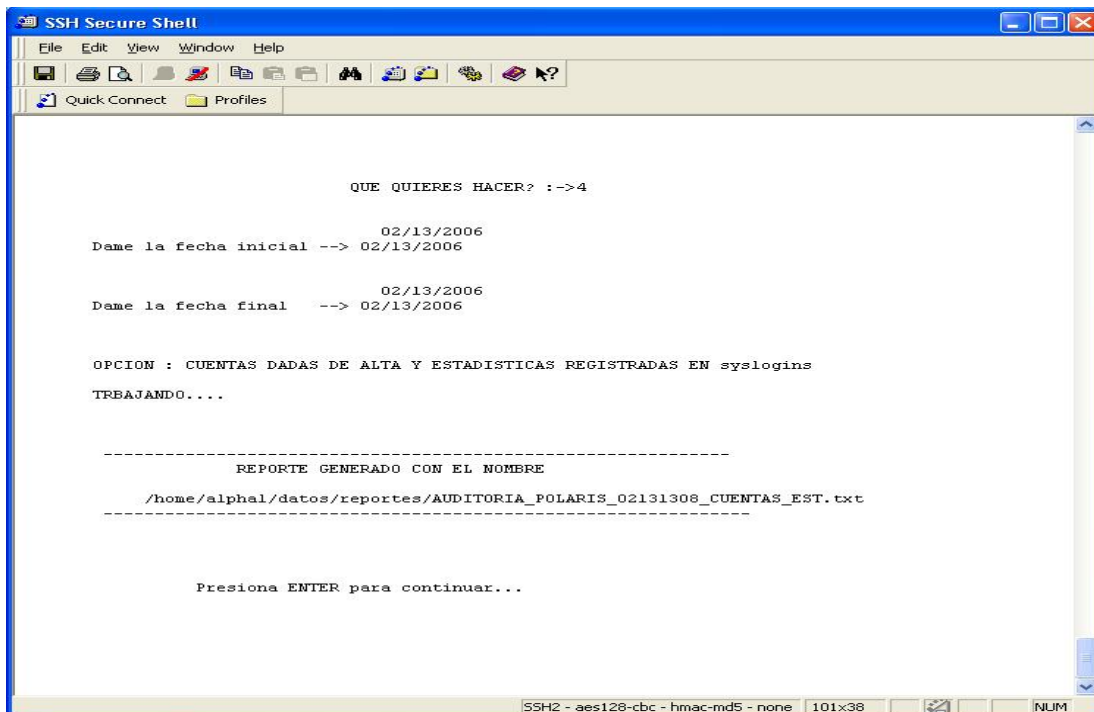 SSH Secure Shell
File Edit View Window Help
Quick Connect Profiles
QUE QUIERES HACER? :->4
02/13/2006
Dame la fecha inicial --> 02/13/2006
02/13/2006
Dame la fecha final --> 02/13/2006
OPCION : CUENTAS DADAS DE ALTA Y ESTADISTICAS REGISTRADAS EN syslogins
TRBAJANDO....
---------------------------------------------------------------
REPORTE GENERADO CON EL NOMBRE
/home/alpha1/datos/reportes/AUDITORIA_POLARIS_02131308_CUENTAS_EST.txt
-----------------------------------------------------------------
Presiona ENTER para continuar...
SSH2 - aes128-cbc - hmac-md5 - none 101x38 NUM